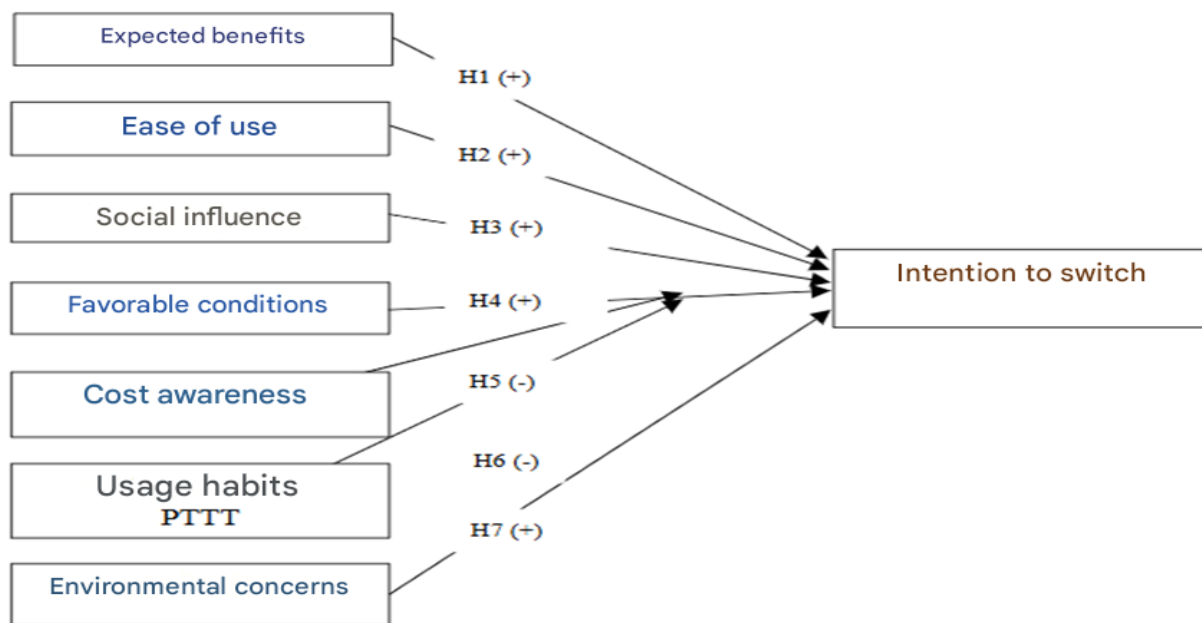 Expected benefits
H1 (+)
Ease of use
H2 (+)
Social influence
H3 (+)
Intention to switch
Favorable conditions
H4 (+)
Cost awareness
H5 (-)
H6 (-)
Usage habits
PTTT
H7 (+)
Environmental concerns